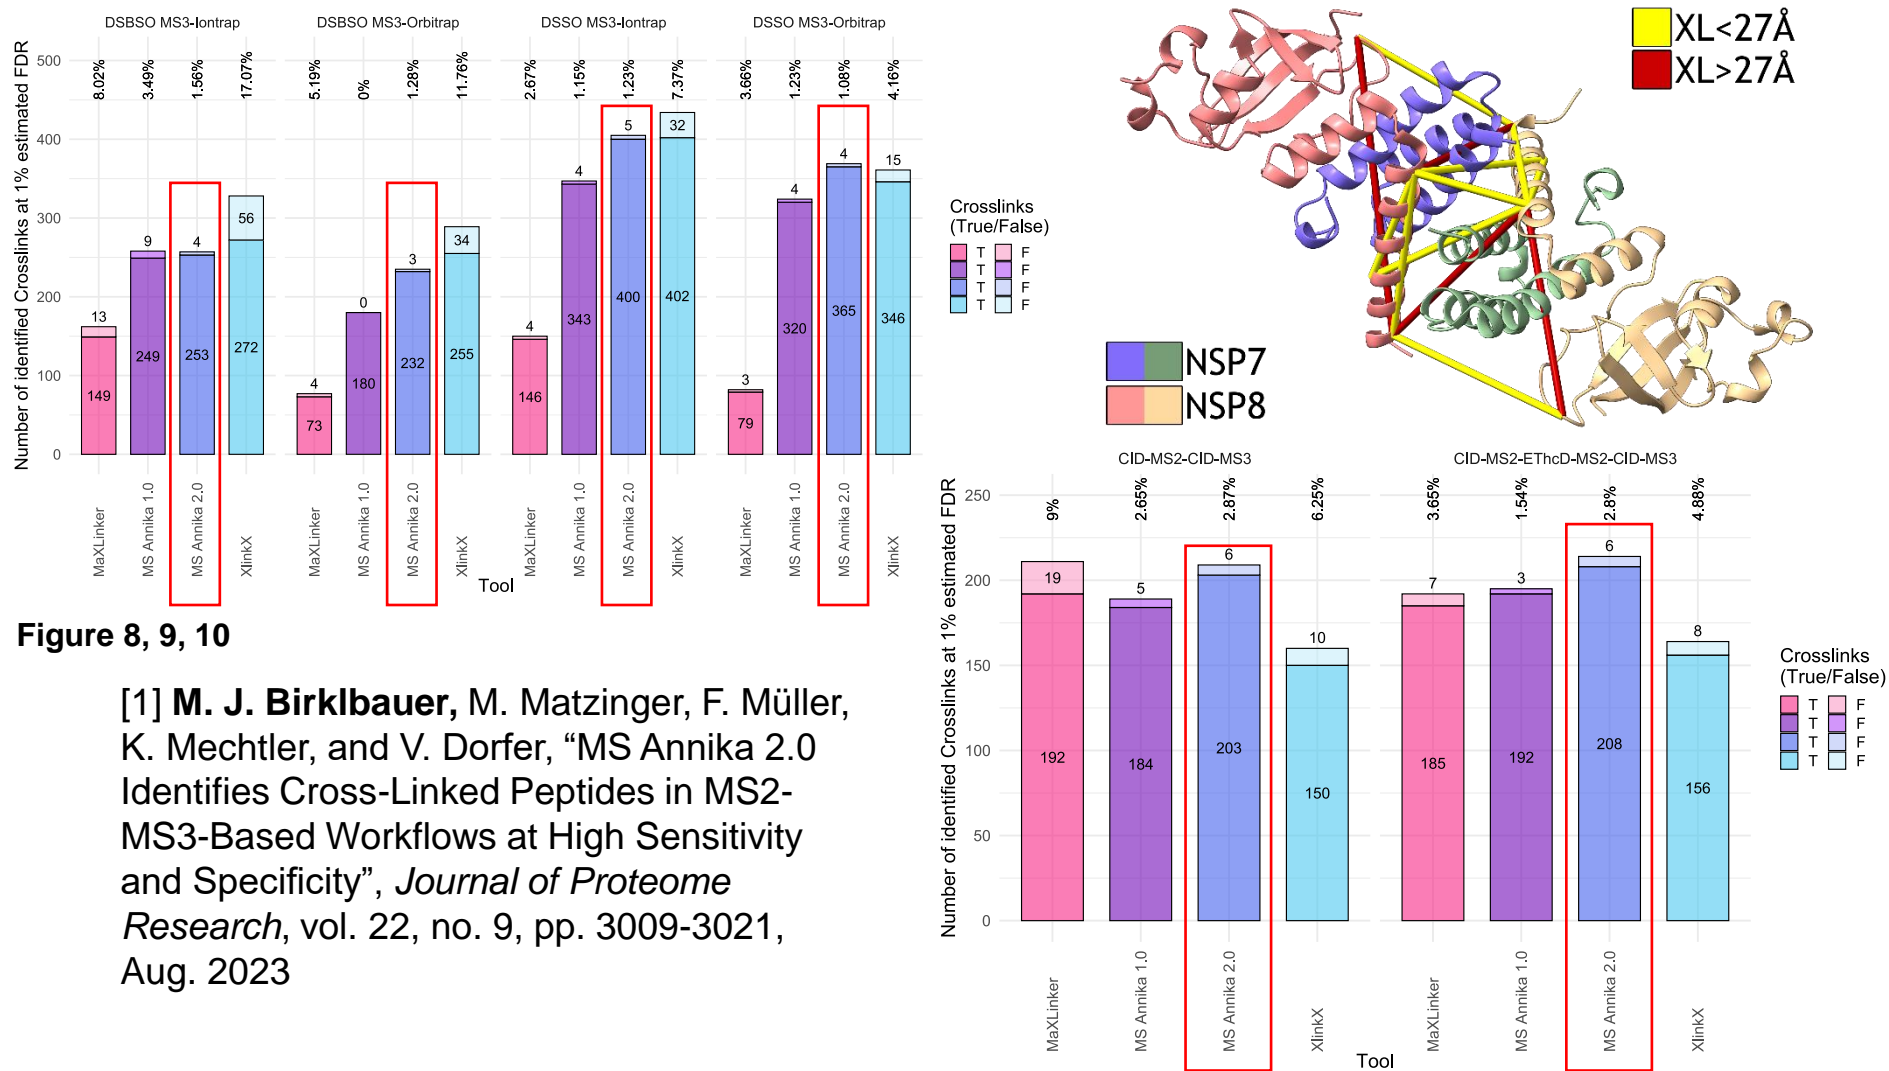 DSBSO MS3-Iontrap
DSBSO MS3-Orbitrap
DSSO MS3-Iontrap
DSSO MS3-Orbitrap
Number of identified Crosslinks at 1% estimated FDR
500
400
300
200
100
0
8.02%
3.49%
1.56%
17.07%
5.19%
0%
1.28%
11.76%
2.67%
1.15%
1.23%
7.37%
3.66%
1.23%
1.08%
4.16%
13
149
9
249
4
253
56
272
4
73
0
180
3
232
34
255
4
146
4
343
5
400
32
402
3
79
4
320
4
365
15
346
MaXLinker
MS Annika 1.0
MS Annika 2.0
XlinkX
MaXLinker
MS Annika 1.0
MS Annika 2.0
XlinkX
MaXLinker
MS Annika 1.0
MS Annika 2.0
XlinkX
MaXLinker
MS Annika 1.0
MS Annika 2.0
XlinkX
Tool
Crosslinks
(True/False)
T F
T F
T F
T F
XL<27Å
XL>27Å
NSP7
NSP8
Figure 8, 9, 10
[1] M. J. Birklbauer, M. Matzinger, F. Müller,
K. Mechtler, and V. Dorfer, “MS Annika 2.0
Identifies Cross-Linked Peptides in MS2-
MS3-Based Workflows at High Sensitivity
and Specificity”, Journal of Proteome
Research, vol. 22, no. 9, pp. 3009-3021,
Aug. 2023
CID-MS2-CID-MS3
CID-MS2-EThcD-MS2-CID-MS3
Number of identified Crosslinks at 1% estimated FDR
250
200
150
100
50
0
9%
2.65%
2.87%
6.25%
3.65%
1.54%
2.8%
4.88%
19
192
5
184
6
203
10
150
7
185
3
192
6
208
8
156
MaXLinker
MS Annika 1.0
MS Annika 2.0
XlinkX
MaXLinker
MS Annika 1.0
MS Annika 2.0
XlinkX
Tool
Crosslinks
(True/False)
T F
T F
T F
T F